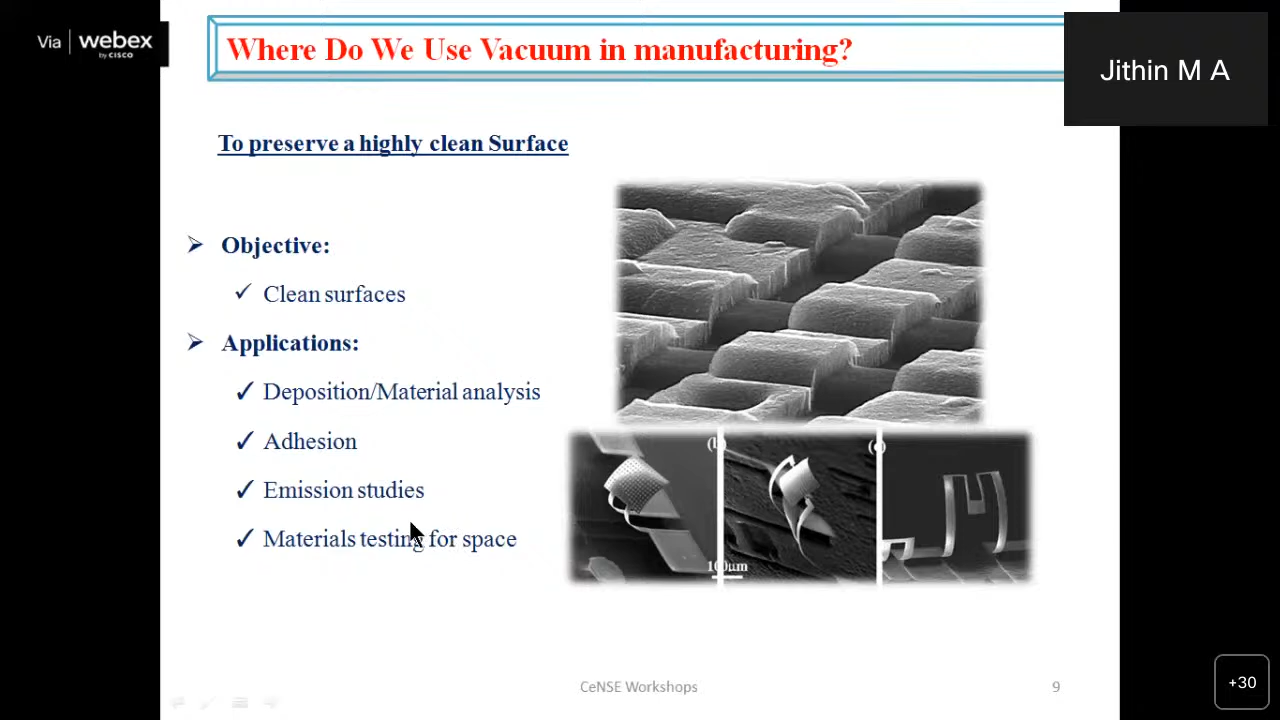 Via | webex
by CISCO
Where Do We Use Vacuum in manufacturing?
Jithin M A
To preserve a highly clean Surface
➢ Objective:
✓ Clean surfaces
➢ Applications:
✓ Deposition/Material analysis
✓ Adhesion
✓ Emission studies
✓ Materials testing for space
CeNSE Workshops
9
+30